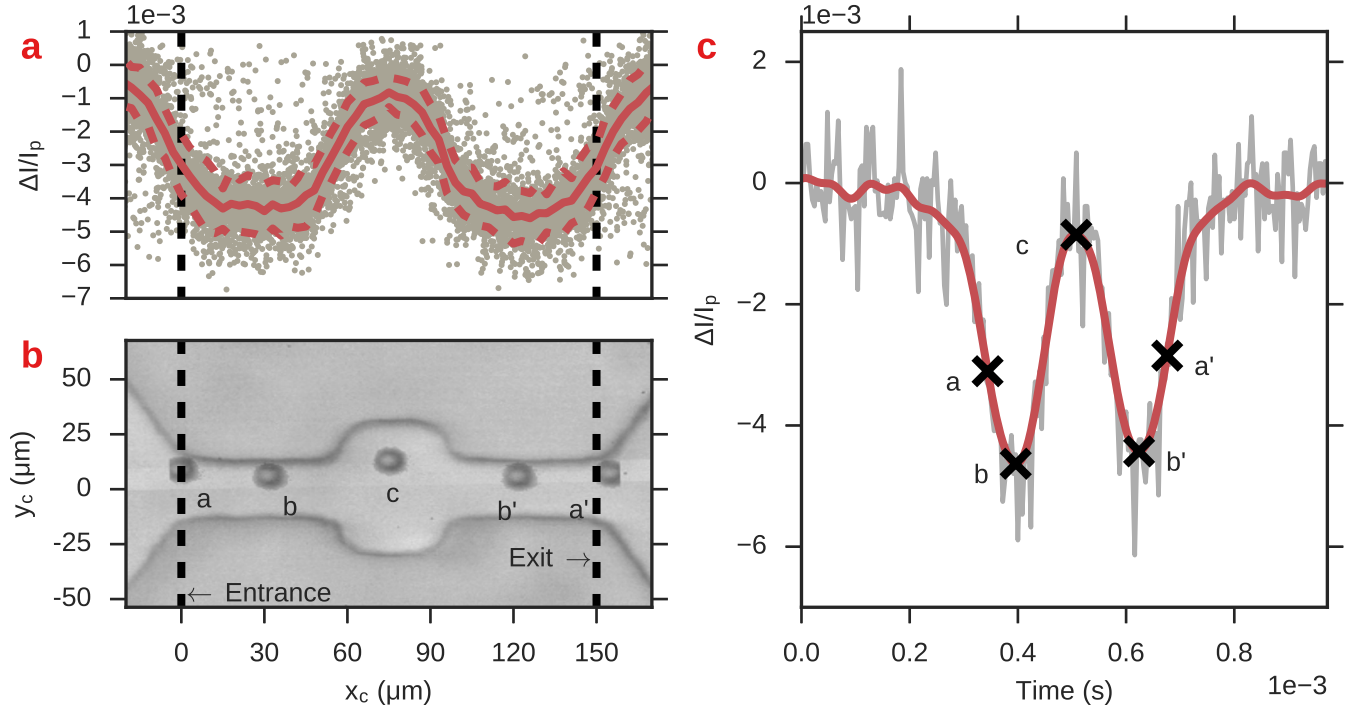 a
1e−3
1
0
−1
−2
−3
−4
−5
−6
−7
ΔI/Iₚ
b
50
25
0
-25
-50
y_c (μm)
a
b
c
b'
a'
Exit →
← Entrance
0 30 60 90 120 150
x_c (μm)
c
1e−3
2
0
−2
−4
−6
ΔI/Iₚ
c
a
a'
b
b'
0.0 0.2 0.4 0.6 0.8
Time (s)
1e−3